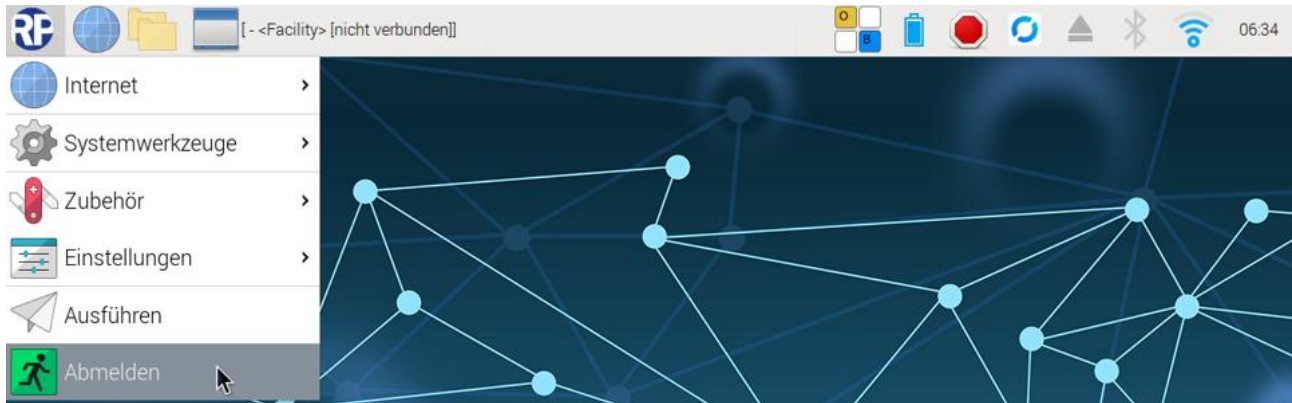 RP
[ - <Facility> [nicht verbunden]]
O
B
06:34
Internet
Systemwerkzeuge
Zubehör
Einstellungen
Ausführen
Abmelden